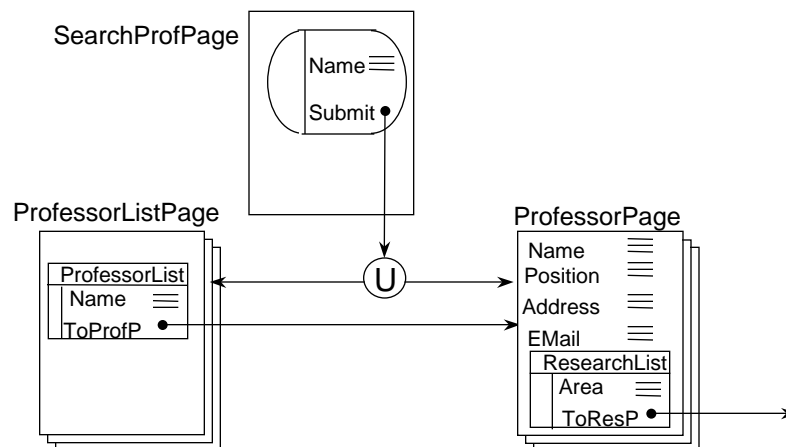 SearchProfPage
Name
Submit
ProfessorListPage
ProfessorList
Name
ToProfP
U
ProfessorPage
Name
Position
Address
EMail
ResearchList
Area
ToResP